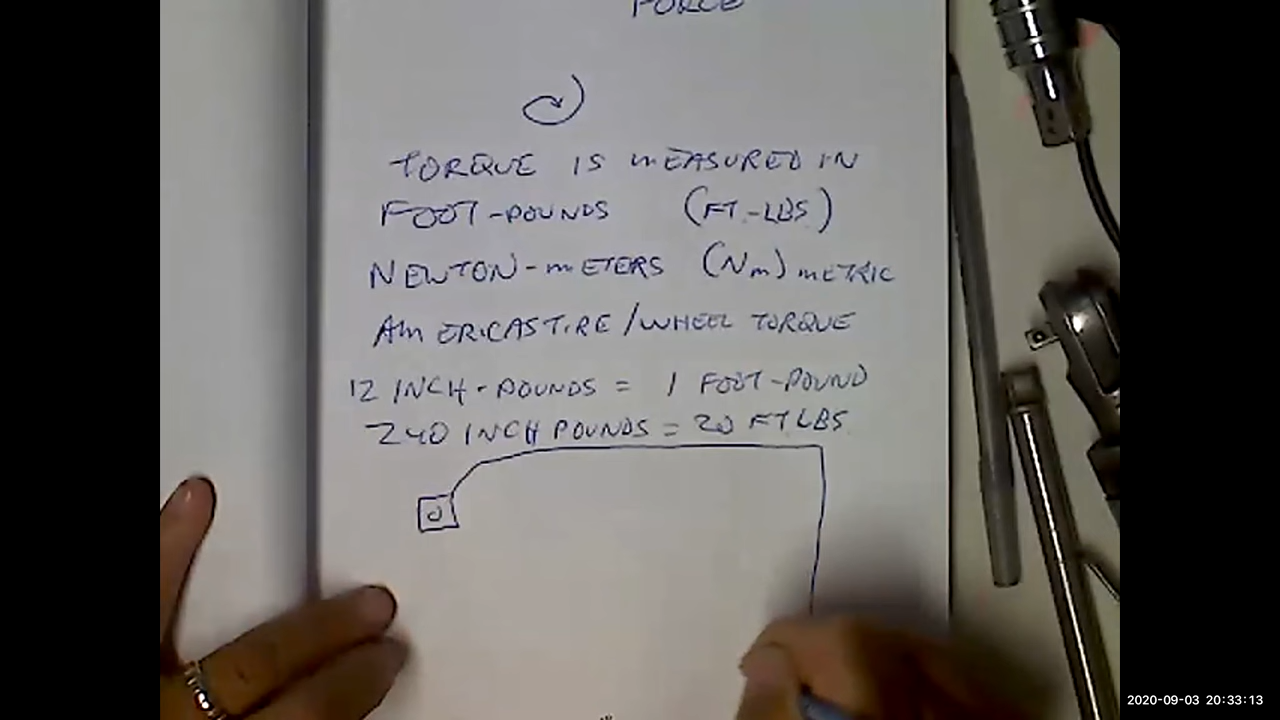 FORCE
TORQUE IS MEASURED IN
FOOT-POUNDS (FT-LBS)
NEWTON-METERS (Nm) METRIC
AMERICASTIRE/WHEEL TORQUE
12 INCH-POUNDS = 1 FOOT-POUND
240 INCH POUNDS = 20 FT LBS
2020-09-03 20:33:13